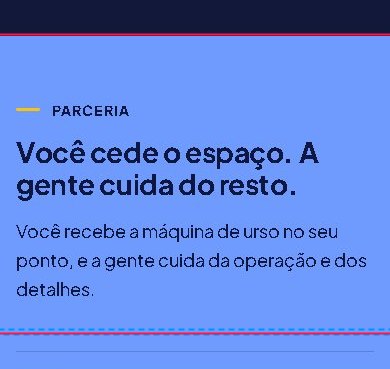 PARCERIA
Você cede o espaço. A
gente cuida do resto.
Você recebe a máquina de urso no seu
ponto, e a gente cuida da operação e dos
detalhes.